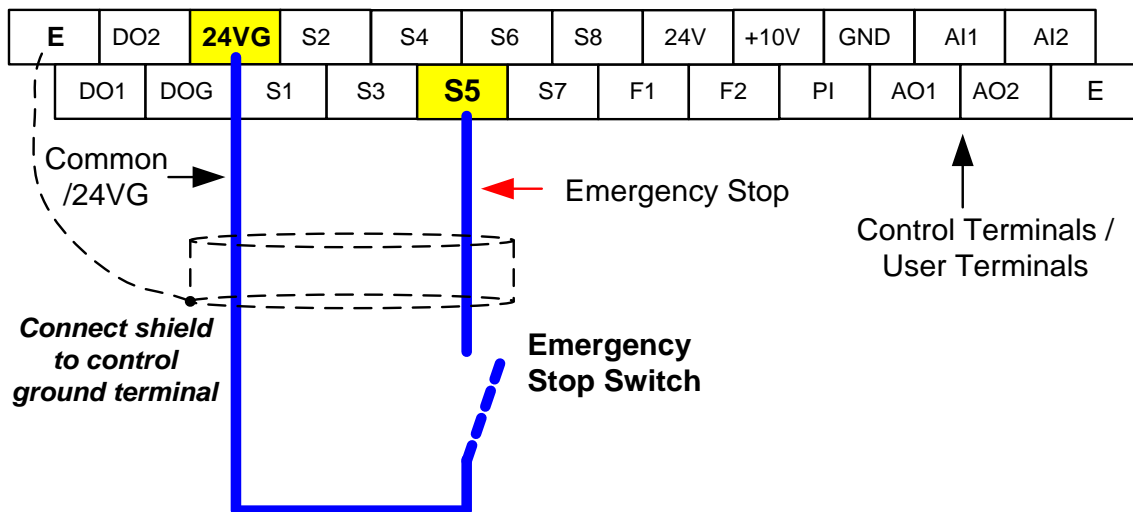 E DO2 24VG S2 S4 S6 S8 24V +10V GND AI1 AI2
DO1 DOG S1 S3 S5 S7 F1 F2 PI AO1 AO2 E
Common
/24VG
Emergency Stop
Control Terminals /
User Terminals
Connect shield
to control
ground terminal
Emergency
Stop Switch